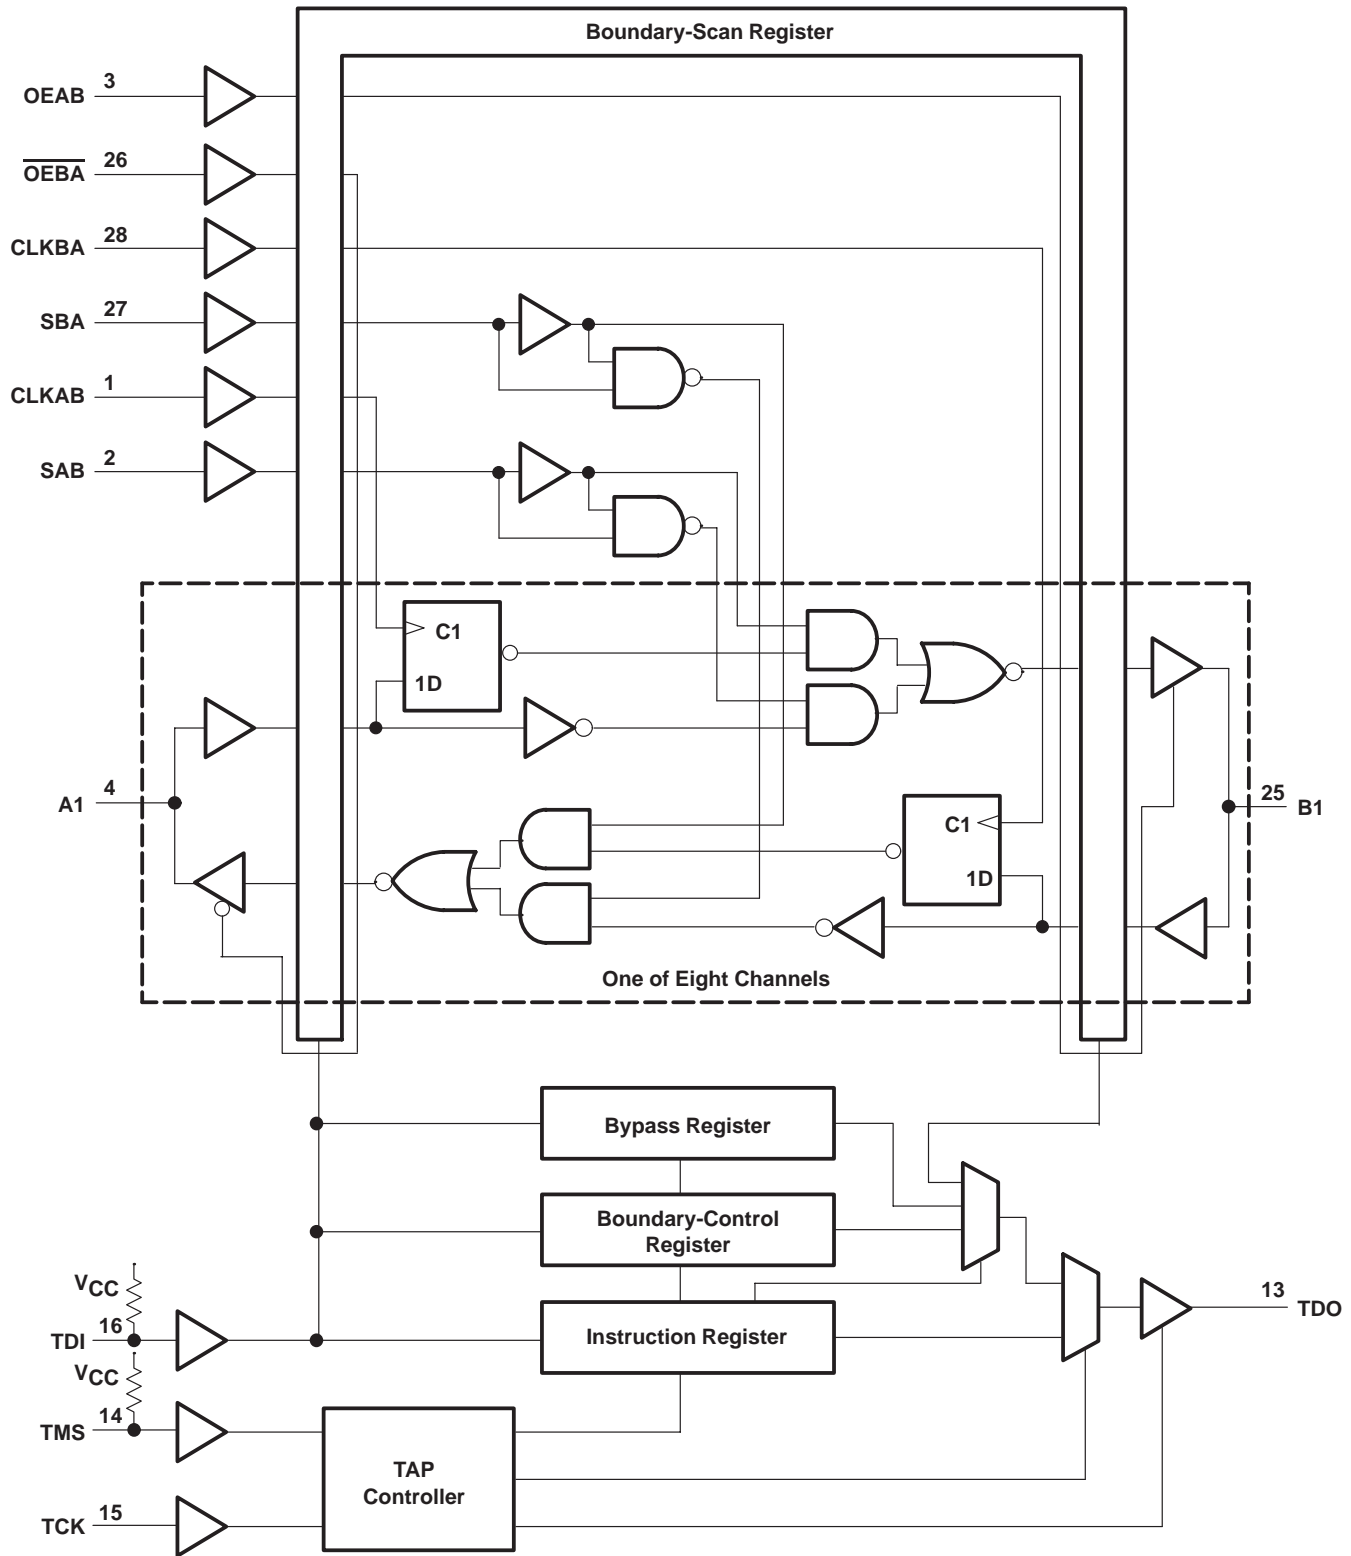 Boundary-Scan Register
OEAB 3
OEBA 26
CLKBA 28
SBA 27
CLKAB 1
SAB 2
C1
1D
A1 4
C1
1D
25 B1
One of Eight Channels
Bypass Register
Boundary-Control
Register
VCC
TDI 16
Instruction Register
13 TDO
VCC
TMS 14
TAP
Controller
TCK 15